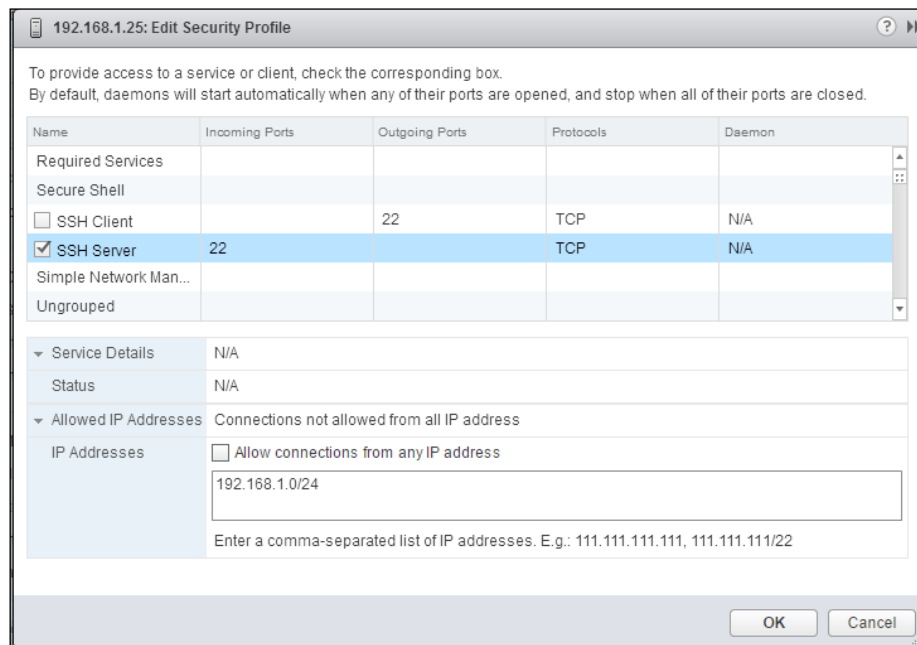 192.168.1.25: Edit Security Profile ?
To provide access to a service or client, check the corresponding box.
By default, daemons will start automatically when any of their ports are opened, and stop when all of their ports are closed.
Name Incoming Ports Outgoing Ports Protocols Daemon
Required Services
Secure Shell
SSH Client 22 TCP N/A
SSH Server 22 TCP N/A
Simple Network Man...
Ungrouped
Service Details N/A
Status N/A
Allowed IP Addresses Connections not allowed from all IP address
IP Addresses Allow connections from any IP address
192.168.1.0/24
Enter a comma-separated list of IP addresses. E.g.: 111.111.111.111, 111.111.111/22
OK Cancel